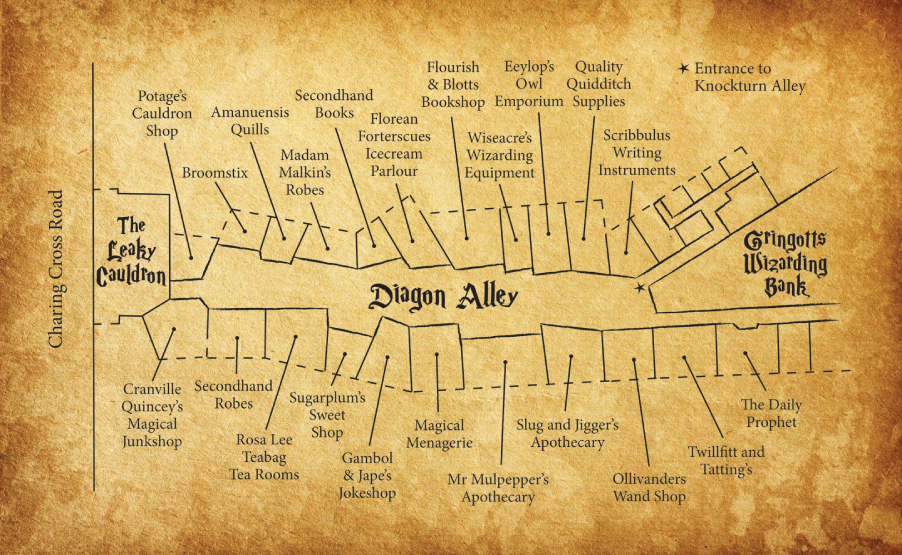 Flourish
& Blotts
Bookshop
Eeylop's
Owl
Emporium
Quality
Quidditch
Supplies
Entrance to
Knockturn Alley
Potage's
Cauldron
Shop
Amanuensis
Quills
Secondhand
Books
Florean
Forterscues
Icecream
Parlour
Broomstix
Madam
Malkin's
Robes
Wiseacre's
Wizarding
Equipment
Scribbulus
Writing
Instruments
Charing Cross Road
The
Leaky
Cauldron
Diagon Alley
Gringotts
Wizarding
Bank
Cranville
Quincey's
Magical
Junkshop
Secondhand
Robes
Rosa Lee
Teabag
Tea Rooms
Sugarplum's
Sweet
Shop
Gambol
& Jape's
Jokeshop
Magical
Menagerie
Mr Mulpepper's
Apothecary
Slug and Jigger's
Apothecary
Ollivanders
Wand Shop
Twillfitt and
Tatting's
The Daily
Prophet